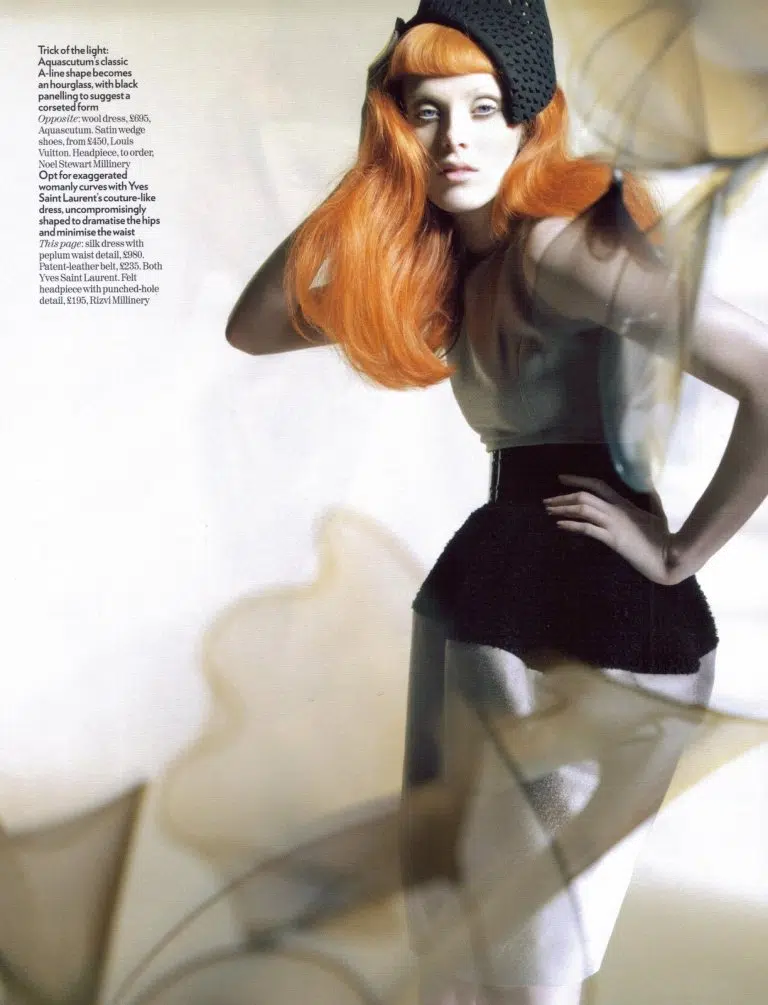 Trick of the light:
Aquascutum's classic
A-line shape becomes
an hourglass, with black
panelling to suggest a
corseted form
Opposite: wool dress, £695,
Aquascutum. Satin wedge
shoes, from £450, Louis
Vuitton. Headpiece, to order,
Noel Stewart Millinery
Opt for exaggerated
womanly curves with Yves
Saint Laurent's couture-like
dress, uncompromisingly
shaped to dramatise the hips
and minimise the waist
This page: silk dress with
peplum waist detail, £980.
Patent-leather belt, £235. Both
Yves Saint Laurent. Felt
headpiece with punched-hole
detail, £195, Rizvi Millinery